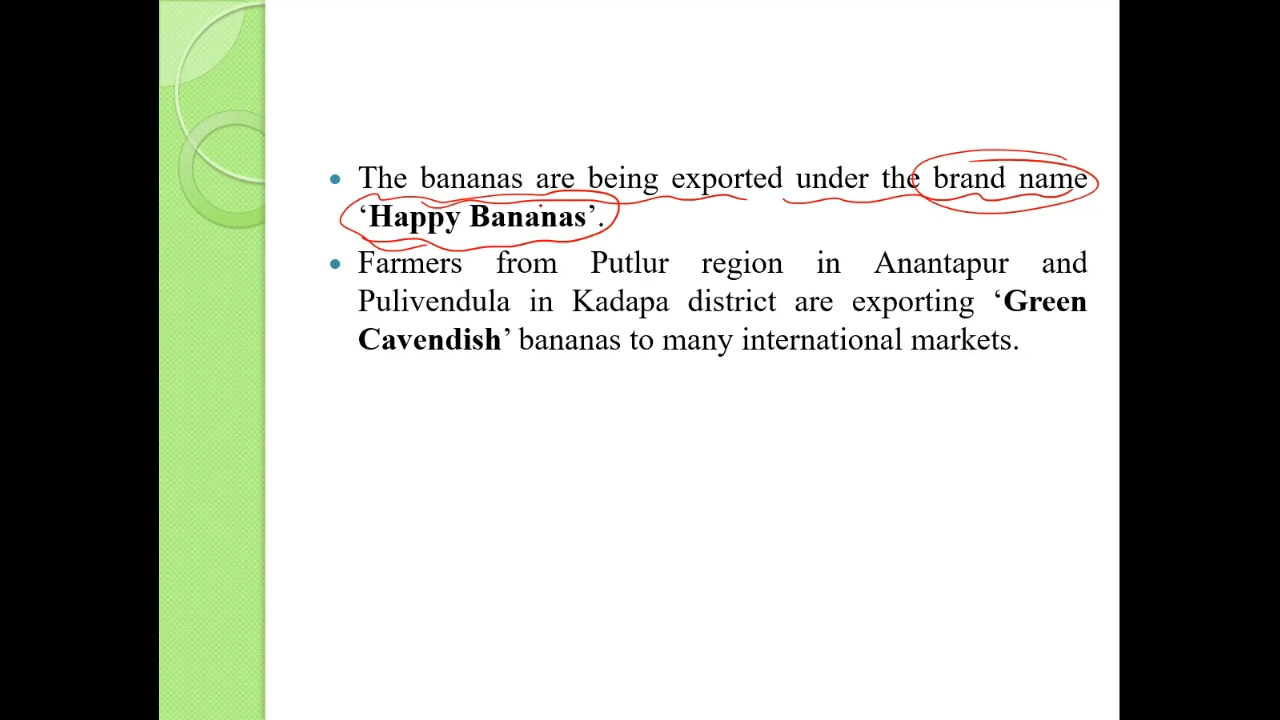 The bananas are being exported under the brand name
‘Happy Bananas’.
Farmers from Putlur region in Anantapur and
Pulivendula in Kadapa district are exporting ‘Green
Cavendish’ bananas to many international markets.